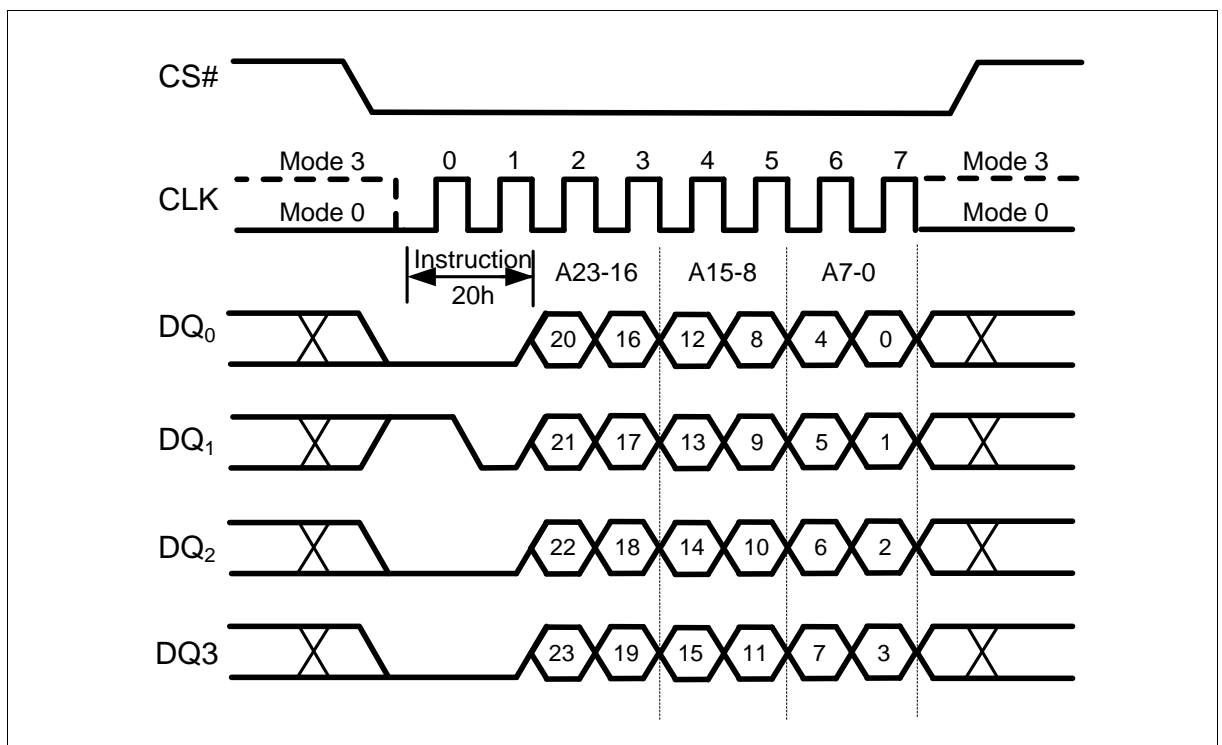 CS#
Mode 3 0 1 2 3 4 5 6 7 Mode 3
CLK
Mode 0 Mode 0
Instruction
A23-16 A15-8 A7-0
20h
DQ0 20 16 12 8 4 0
DQ1 21 17 13 9 5 1
DQ2 22 18 14 10 6 2
DQ3 23 19 15 11 7 3